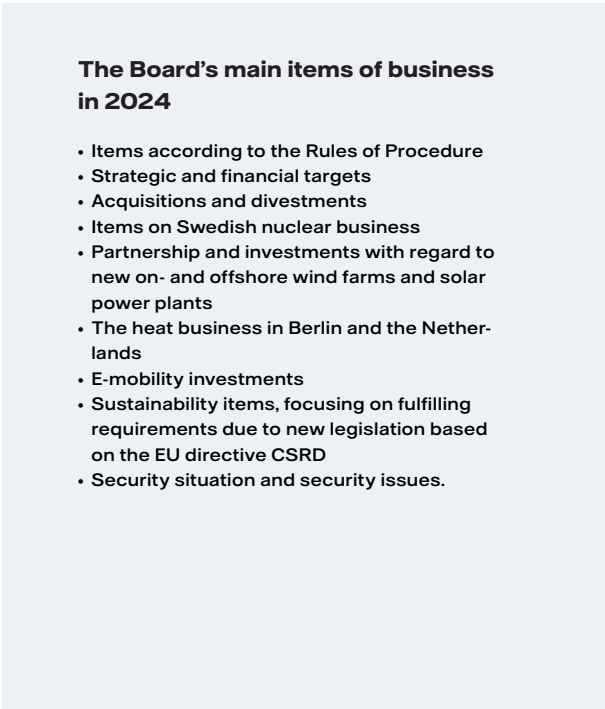 The Board’s main items of business
in 2024
• Items according to the Rules of Procedure
• Strategic and financial targets
• Acquisitions and divestments
• Items on Swedish nuclear business
• Partnership and investments with regard to
new on- and offshore wind farms and solar
power plants
• The heat business in Berlin and the Nether-
lands
• E-mobility investments
• Sustainability items, focusing on fulfilling
requirements due to new legislation based
on the EU directive CSRD
• Security situation and security issues.